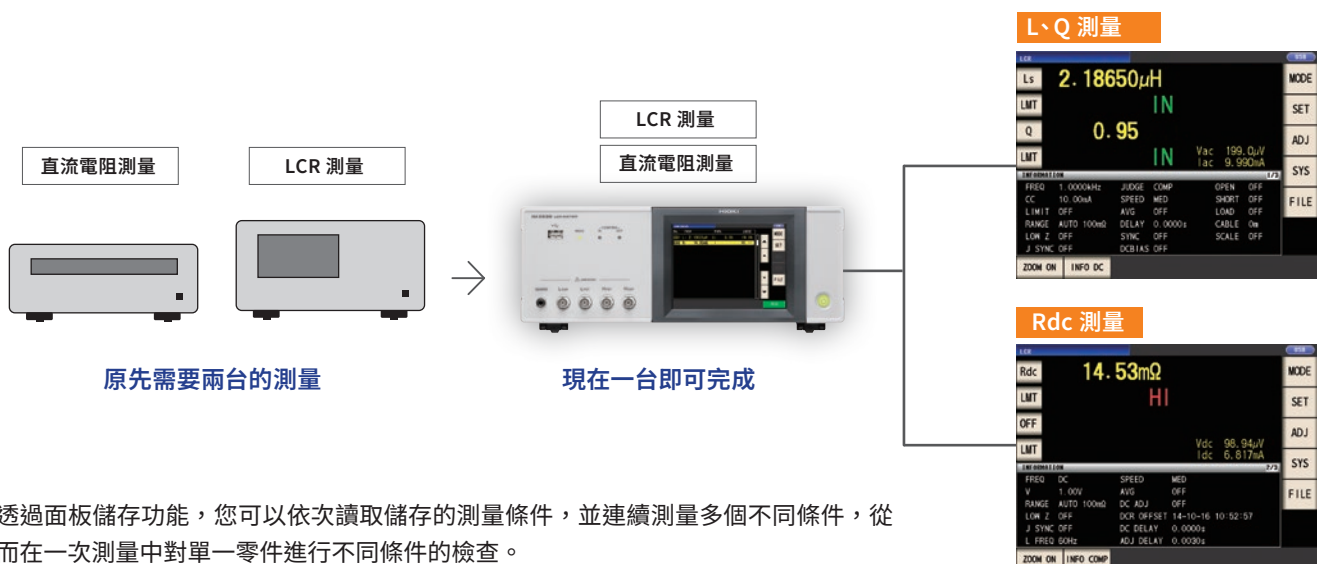 直流電阻測量
LCR 測量
原先需要兩台的測量
LCR 測量
直流電阻測量
HIOKI
現在一台即可完成
L、Q 測量
LCR
USB
Ls 2.18650μH
LMT IN
Q 0.95
LMT IN
Vac 199.0μV
Iac 9.990mA
INFORMATION 1/3
FREQ 1.0000kHz JUDGE COMP OPEN OFF
CC 10.00mA SPEED MED SHORT OFF
LIMIT OFF AVG OFF LOAD OFF
RANGE AUTO 100mΩ DELAY 0.0000s CABLE 0m
LOW Z OFF SYNC OFF SCALE OFF
J SYNC OFF DCBIAS OFF
ZOOM ON INFO DC
MODE
SET
ADJ
SYS
FILE
Rdc 測量
LCR
USB
Rdc 14.53mΩ
LMT HI
OFF
LMT
Vdc 98.94μV
Idc 6.817mA
INFORMATION 2/3
FREQ DC SPEED MED
V 1.00V AVG OFF
RANGE AUTO 100mΩ DC ADJ OFF
LOW Z OFF DCR OFFSET 14-10-16 10:52:57
J SYNC OFF DC DELAY 0.0000s
L FREQ 60Hz ADJ DELAY 0.0030s
ZOOM ON INFO COMP
MODE
SET
ADJ
SYS
FILE
透過面板儲存功能，您可以依次讀取儲存的測量條件，並連續測量多個不同條件，從
而在一次測量中對單一零件進行不同條件的檢查。